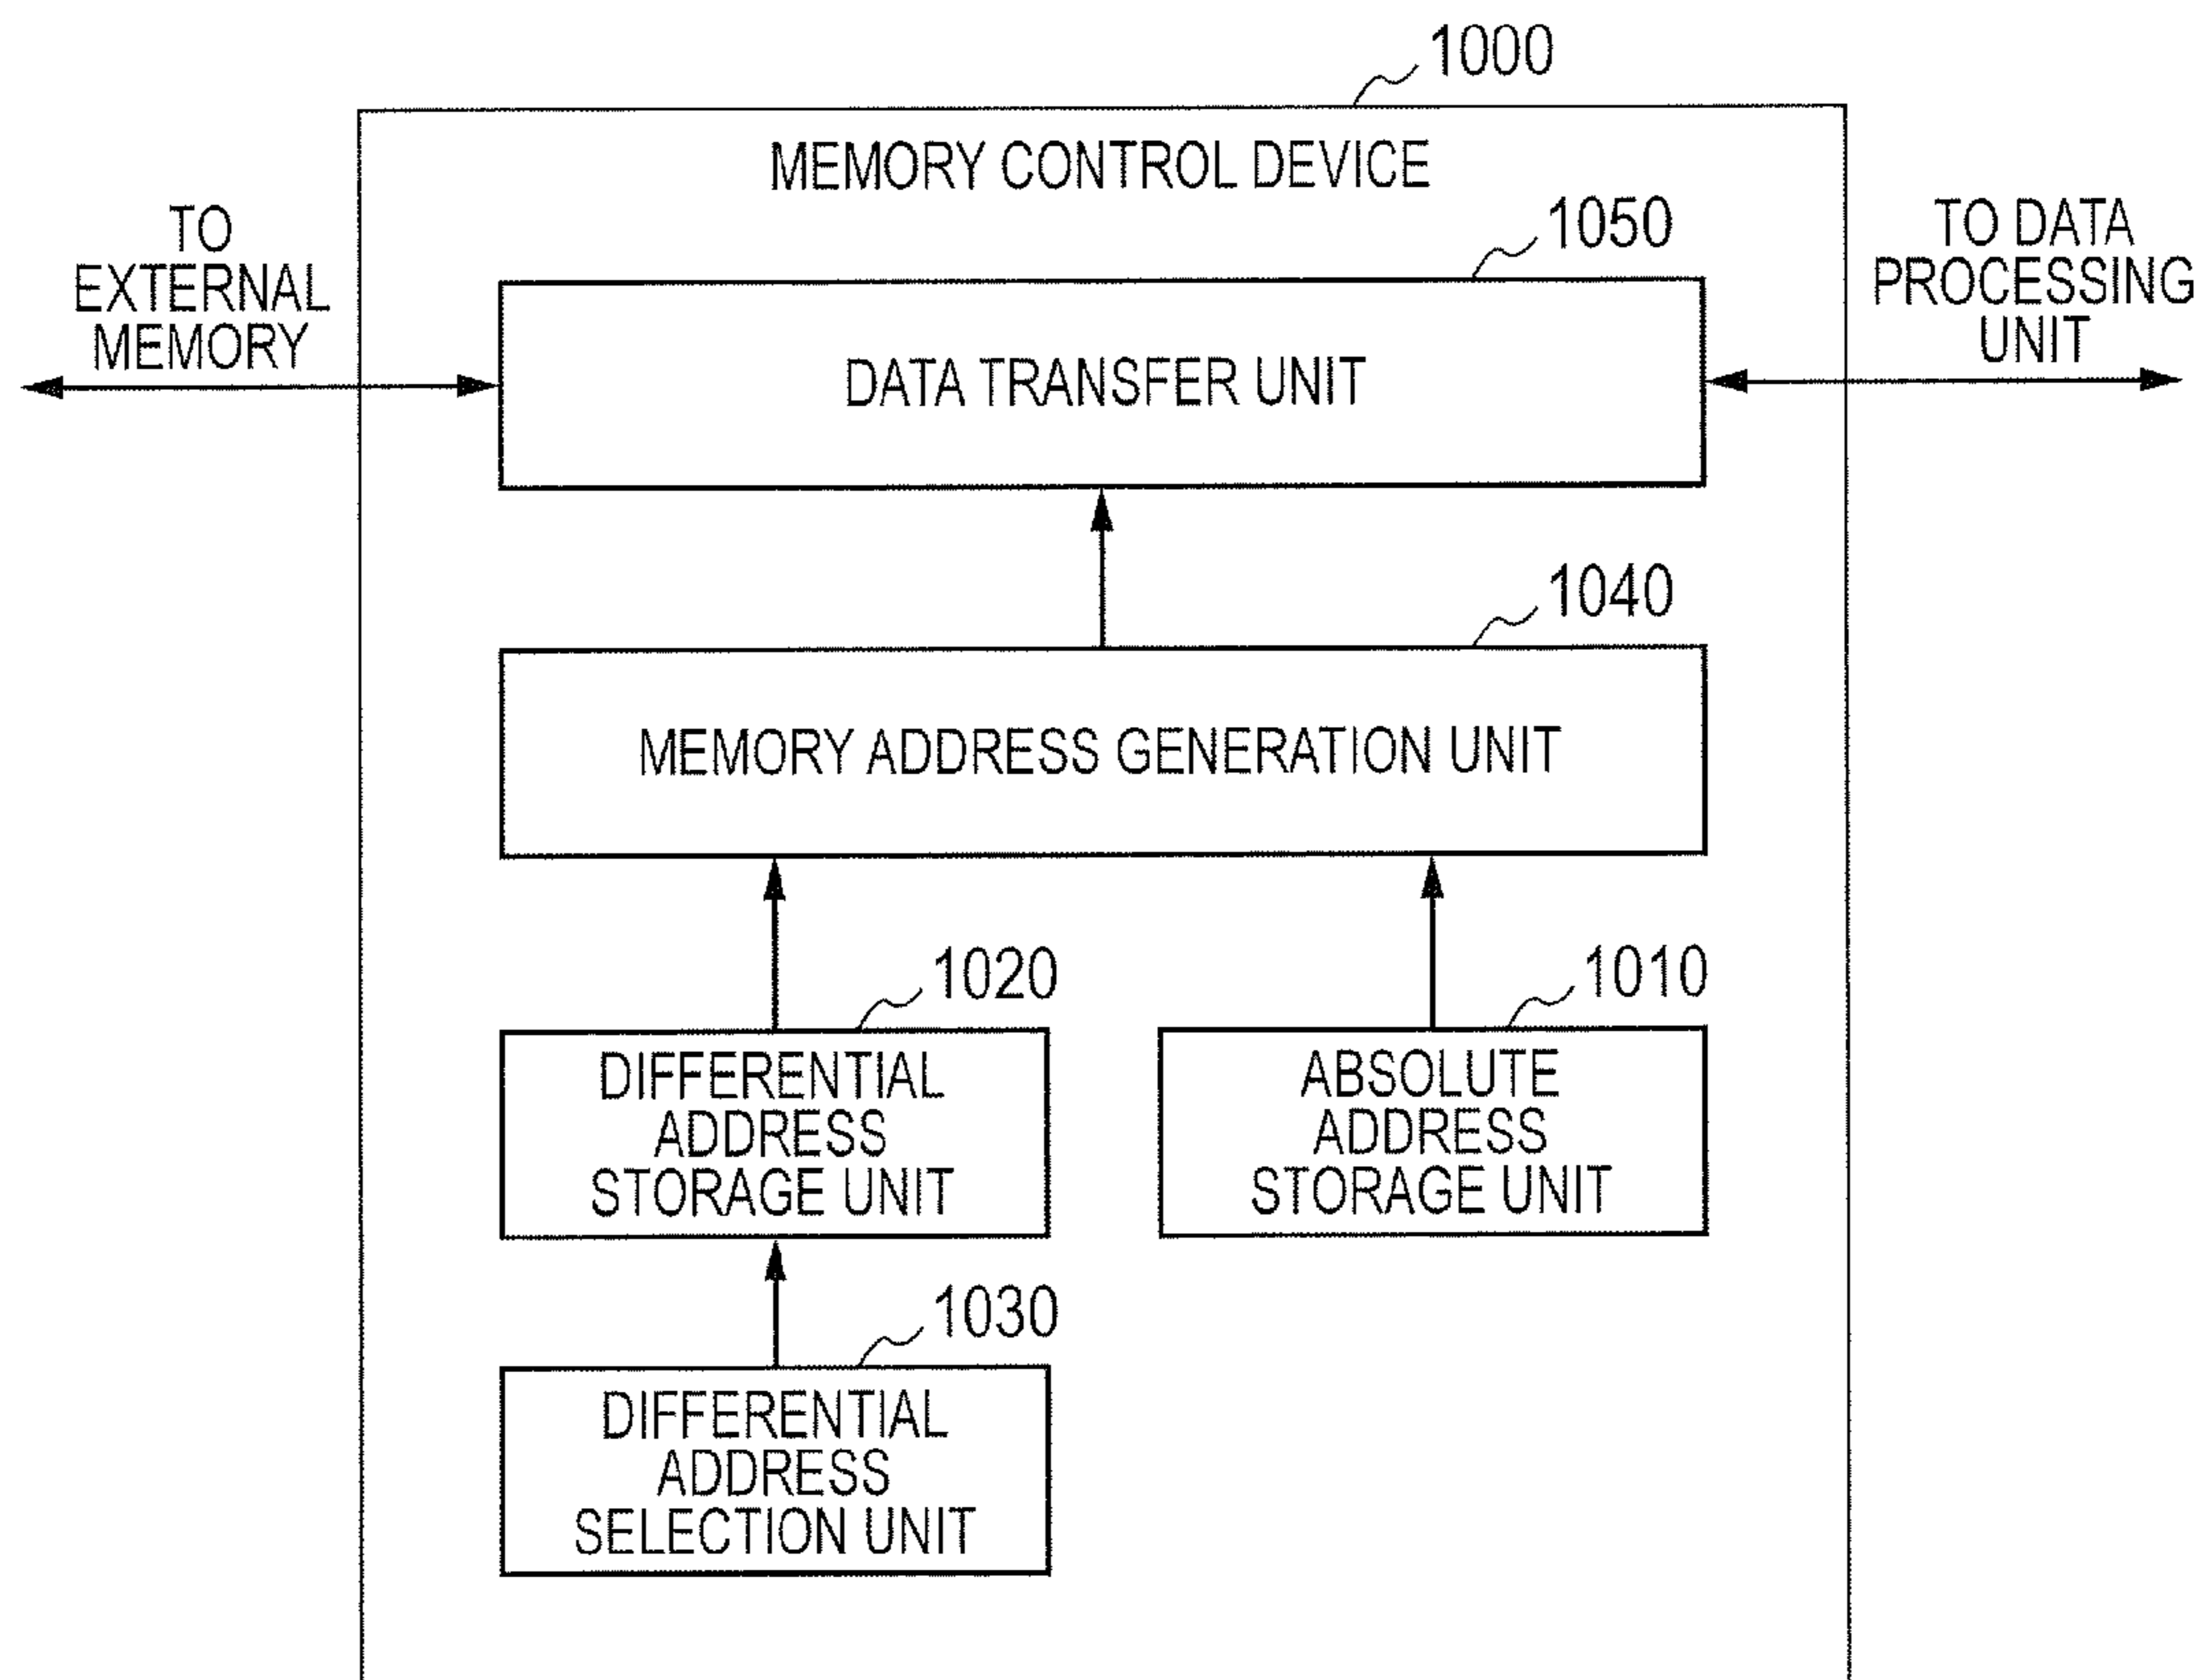 1000
MEMORY CONTROL DEVICE
TO
EXTERNAL
MEMORY
1050
TO DATA
PROCESSING
UNIT
DATA TRANSFER UNIT
1040
MEMORY ADDRESS GENERATION UNIT
1020
1010
DIFFERENTIAL
ADDRESS
STORAGE UNIT
ABSOLUTE
ADDRESS
STORAGE UNIT
1030
DIFFERENTIAL
ADDRESS
SELECTION UNIT